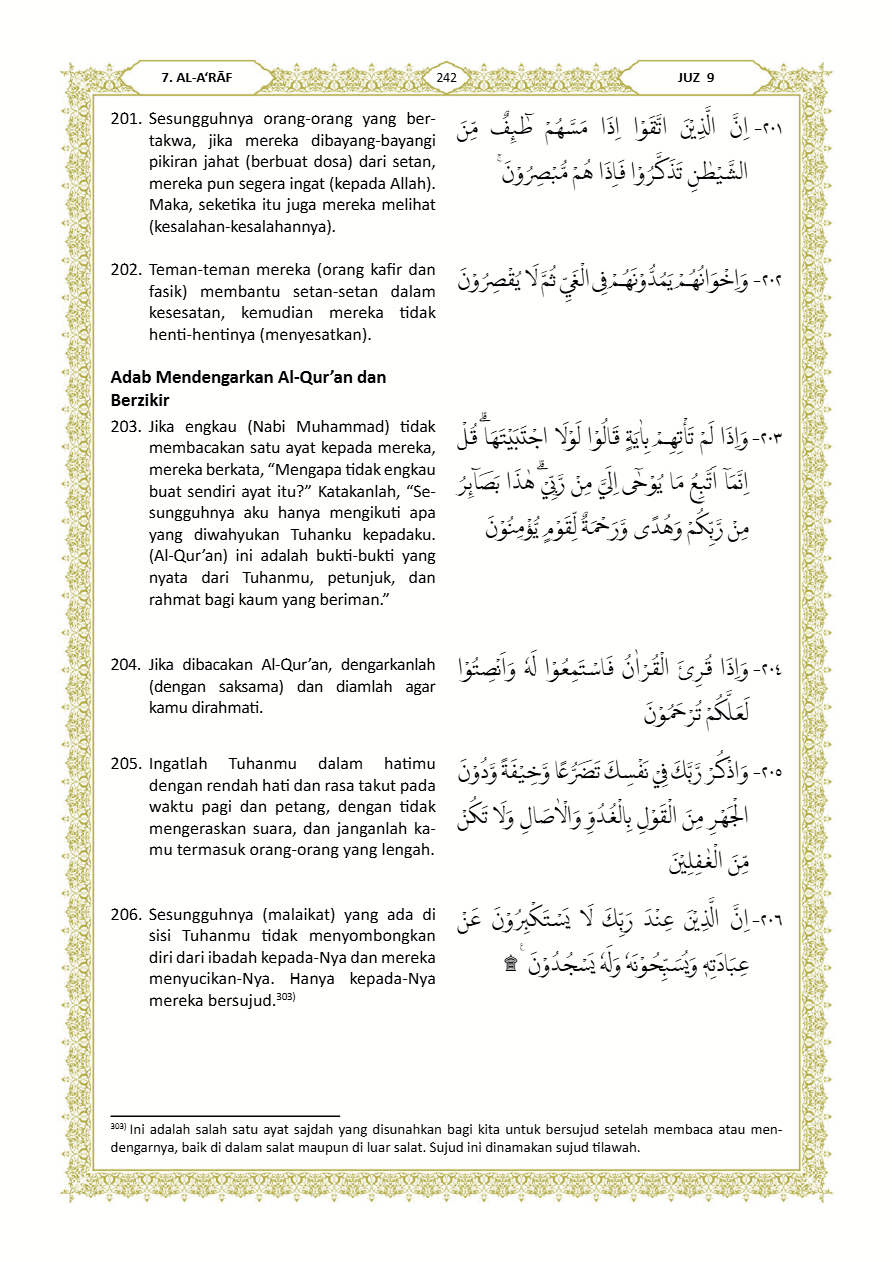 7. AL-A‘RĀF
242
JUZ 9
201. Sesungguhnya orang-orang yang ber-
takwa, jika mereka dibayang-bayangi
pikiran jahat (berbuat dosa) dari setan,
mereka pun segera ingat (kepada Allah).
Maka, seketika itu juga mereka melihat
(kesalahan-kesalahannya).
٢٠١- اِنَّ الَّذِيْنَ اتَّقَوْا اِذَا مَسَّهُمْ طٰۤىِٕفٌ مِّنَ
الشَّيْطٰنِ تَذَكَّرُوْا فَاِذَا هُمْ مُّبْصِرُوْنَۚ
202. Teman-teman mereka (orang kafir dan
fasik) membantu setan-setan dalam
kesesatan, kemudian mereka tidak
henti-hentinya (menyesatkan).
٢٠٢- وَاِخْوَانُهُمْ يَمُدُّوْنَهُمْ فِى الْغَيِّ ثُمَّ لَا يُقْصِرُوْنَ
Adab Mendengarkan Al-Qur’an dan
Berzikir
203. Jika engkau (Nabi Muhammad) tidak
membacakan satu ayat kepada mereka,
mereka berkata, “Mengapa tidak engkau
buat sendiri ayat itu?” Katakanlah, “Se-
sungguhnya aku hanya mengikuti apa
yang diwahyukan Tuhanku kepadaku.
(Al-Qur’an) ini adalah bukti-bukti yang
nyata dari Tuhanmu, petunjuk, dan
rahmat bagi kaum yang beriman.”
٢٠٣- وَاِذَا لَمْ تَأْتِهِمْ بِاٰيَةٍ قَالُوْا لَوْلَا اجْتَبَيْتَهَاۗ قُلْ
اِنَّمَآ اَتَّبِعُ مَا يُوْحٰٓى اِلَيَّ مِنْ رَّبِّيْۗ هٰذَا بَصَاۤىِٕرُ
مِنْ رَّبِّكُمْ وَهُدًى وَّرَحْمَةٌ لِّقَوْمٍ يُّؤْمِنُوْنَ
204. Jika dibacakan Al-Qur’an, dengarkanlah
(dengan saksama) dan diamlah agar
kamu dirahmati.
٢٠٤- وَاِذَا قُرِئَ الْقُرْاٰنُ فَاسْتَمِعُوْا لَهٗ وَاَنْصِتُوْا
لَعَلَّكُمْ تُرْحَمُوْنَ
205. Ingatlah Tuhanmu dalam hatimu
dengan rendah hati dan rasa takut pada
waktu pagi dan petang, dengan tidak
mengeraskan suara, dan janganlah ka-
mu termasuk orang-orang yang lengah.
٢٠٥- وَاذْكُرْ رَّبَّكَ فِيْ نَفْسِكَ تَضَرُّعًا وَّخِيْفَةً وَّدُوْنَ
الْجَهْرِ مِنَ الْقَوْلِ بِالْغُدُوِّ وَالْاٰصَالِ وَلَا تَكُنْ
مِّنَ الْغٰفِلِيْنَ
206. Sesungguhnya (malaikat) yang ada di
sisi Tuhanmu tidak menyombongkan
diri dari ibadah kepada-Nya dan mereka
menyucikan-Nya. Hanya kepada-Nya
mereka bersujud.³⁰³⁾
٢٠٦- اِنَّ الَّذِيْنَ عِنْدَ رَبِّكَ لَا يَسْتَكْبِرُوْنَ عَنْ
عِبَادَتِهٖ وَيُسَبِّحُوْنَهٗ وَلَهٗ يَسْجُدُوْنَ ۚ ۩
³⁰³⁾ Ini adalah salah satu ayat sajdah yang disunahkan bagi kita untuk bersujud setelah membaca atau men-
dengarnya, baik di dalam salat maupun di luar salat. Sujud ini dinamakan sujud tilawah.